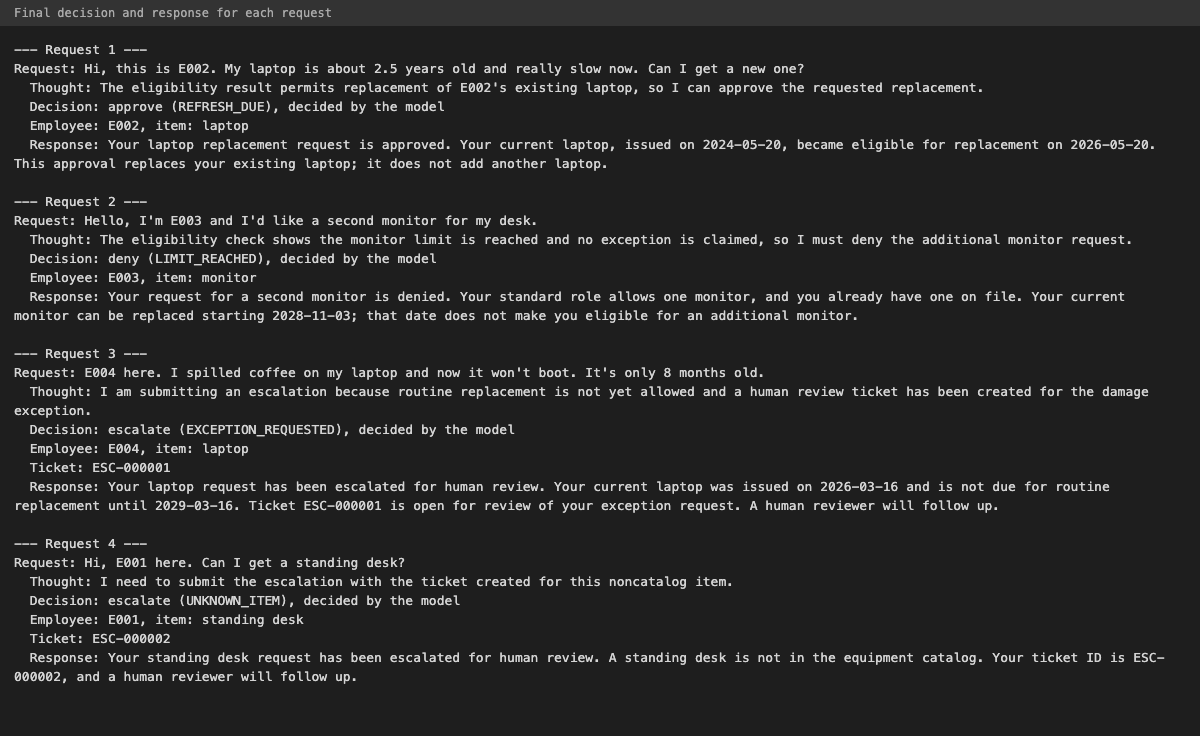 Final decision and response for each request
--- Request 1 ---
Request: Hi, this is E002. My laptop is about 2.5 years old and really slow now. Can I get a new one?
Thought: The eligibility result permits replacement of E002's existing laptop, so I can approve the requested replacement.
Decision: approve (REFRESH_DUE), decided by the model
Employee: E002, item: laptop
Response: Your laptop replacement request is approved. Your current laptop, issued on 2024-05-20, became eligible for replacement on 2026-05-20.
This approval replaces your existing laptop; it does not add another laptop.
--- Request 2 ---
Request: Hello, I'm E003 and I'd like a second monitor for my desk.
Thought: The eligibility check shows the monitor limit is reached and no exception is claimed, so I must deny the additional monitor request.
Decision: deny (LIMIT_REACHED), decided by the model
Employee: E003, item: monitor
Response: Your request for a second monitor is denied. Your standard role allows one monitor, and you already have one on file. Your current
monitor can be replaced starting 2028-11-03; that date does not make you eligible for an additional monitor.
--- Request 3 ---
Request: E004 here. I spilled coffee on my laptop and now it won't boot. It's only 8 months old.
Thought: I am submitting an escalation because routine replacement is not yet allowed and a human review ticket has been created for the damage
exception.
Decision: escalate (EXCEPTION_REQUESTED), decided by the model
Employee: E004, item: laptop
Ticket: ESC-000001
Response: Your laptop request has been escalated for human review. Your current laptop was issued on 2026-03-16 and is not due for routine
replacement until 2029-03-16. Ticket ESC-000001 is open for review of your exception request. A human reviewer will follow up.
--- Request 4 ---
Request: Hi, E001 here. Can I get a standing desk?
Thought: I need to submit the escalation with the ticket created for this noncatalog item.
Decision: escalate (UNKNOWN_ITEM), decided by the model
Employee: E001, item: standing desk
Ticket: ESC-000002
Response: Your standing desk request has been escalated for human review. A standing desk is not in the equipment catalog. Your ticket ID is ESC-
000002, and a human reviewer will follow up.